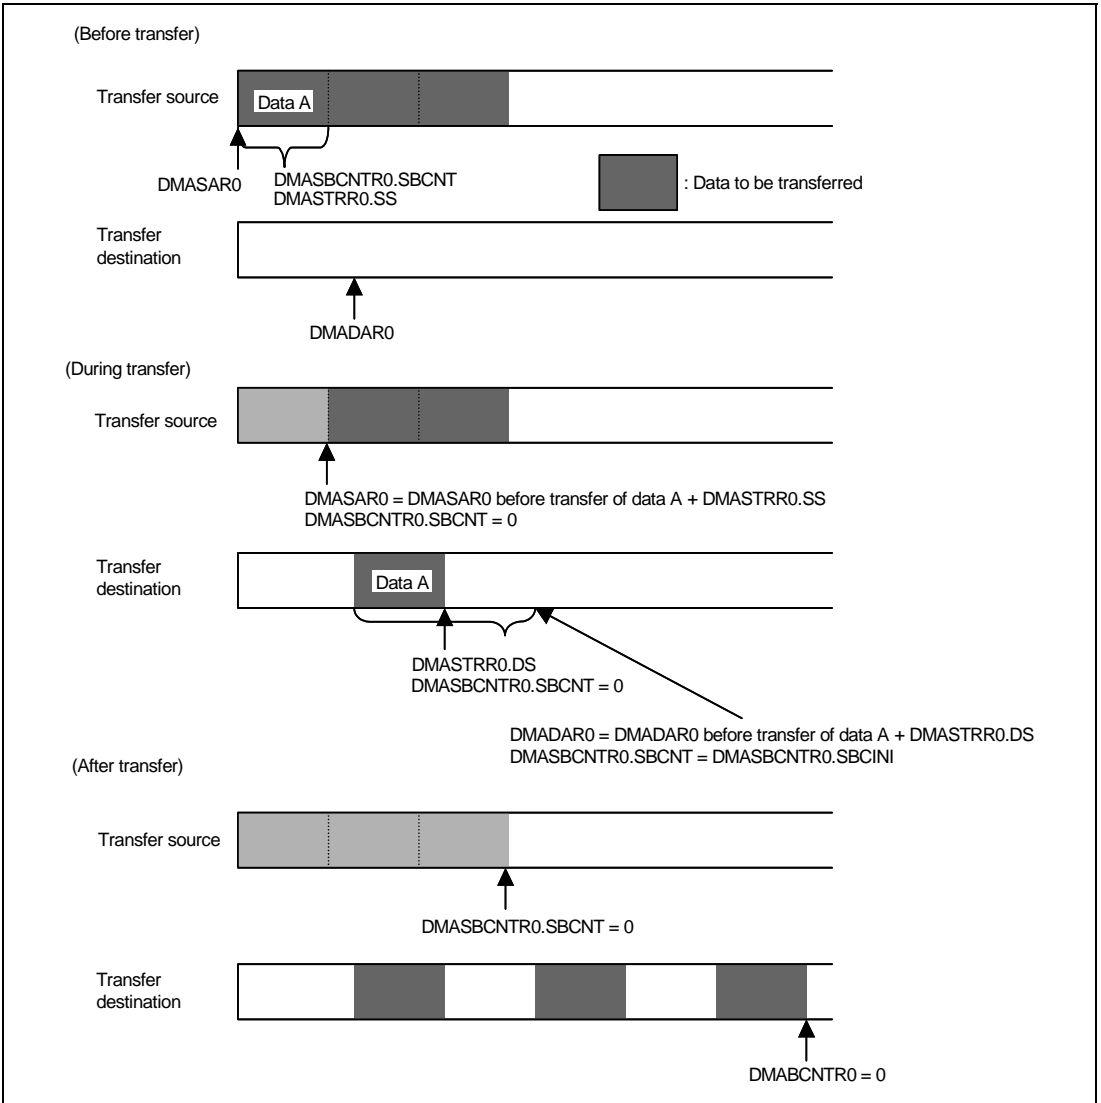 (Before transfer)
Transfer source
Data A
DMASAR0
DMASBCNTR0.SBCNT
DMASTRR0.SS
: Data to be transferred
Transfer
destination
DMADAR0
(During transfer)
Transfer source
DMASAR0 = DMASAR0 before transfer of data A + DMASTRR0.SS
DMASBCNTR0.SBCNT = 0
Transfer
destination
Data A
DMASTRR0.DS
DMASBCNTR0.SBCNT = 0
DMADAR0 = DMADAR0 before transfer of data A + DMASTRR0.DS
DMASBCNTR0.SBCNT = DMASBCNTR0.SBCINI
(After transfer)
Transfer source
DMASBCNTR0.SBCNT = 0
Transfer
destination
DMABCNTR0 = 0